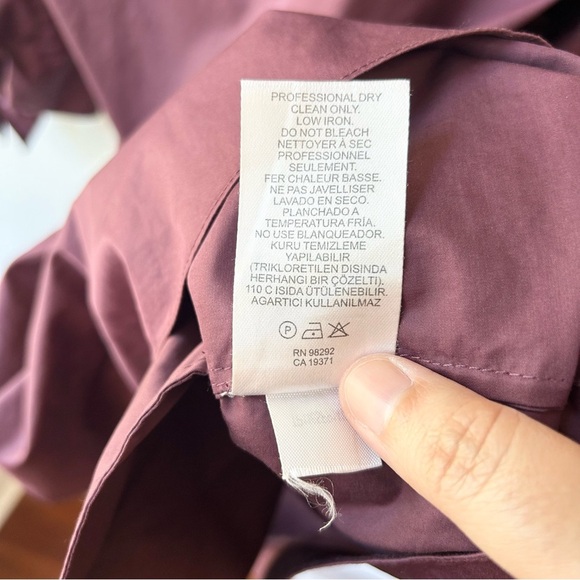 PROFESSIONAL DRY
CLEAN ONLY.
LOW IRON.
DO NOT BLEACH
NETTOYER À SEC
PROFESSIONNEL
SEULEMENT.
FER CHALEUR BASSE.
NE PAS JAVELLISER
LAVADO EN SECO.
PLANCHADO A
TEMPERATURA FRÍA.
NO USE BLANQUEADOR.
KURU TEMIZLEME
YAPILABILIR
(TRIKLORETILEN DISINDA
HERHANGI BIR ÇÖZELTI).
110 C ISIDA ÜTÜLENEBILIR.
AGARTICI KULLANILMAZ
P
RN 98292
CA 19371